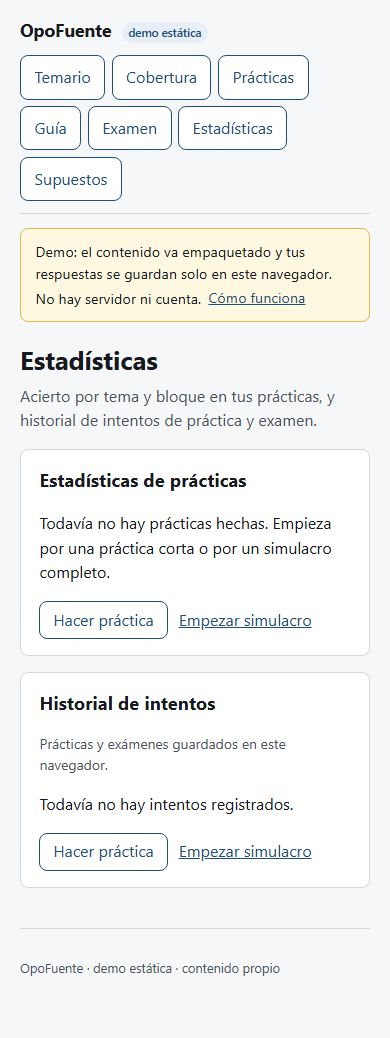 OpoFuente demo estática
Temario Cobertura Prácticas
Guía Examen Estadísticas
Supuestos
Demo: el contenido va empaquetado y tus
respuestas se guardan solo en este navegador.
No hay servidor ni cuenta. Cómo funciona
Estadísticas
Acierto por tema y bloque en tus prácticas, y
historial de intentos de práctica y examen.
Estadísticas de prácticas
Todavía no hay prácticas hechas. Empieza
por una práctica corta o por un simulacro
completo.
Hacer práctica Empezar simulacro
Historial de intentos
Prácticas y exámenes guardados en este
navegador.
Todavía no hay intentos registrados.
Hacer práctica Empezar simulacro
OpoFuente · demo estática · contenido propio